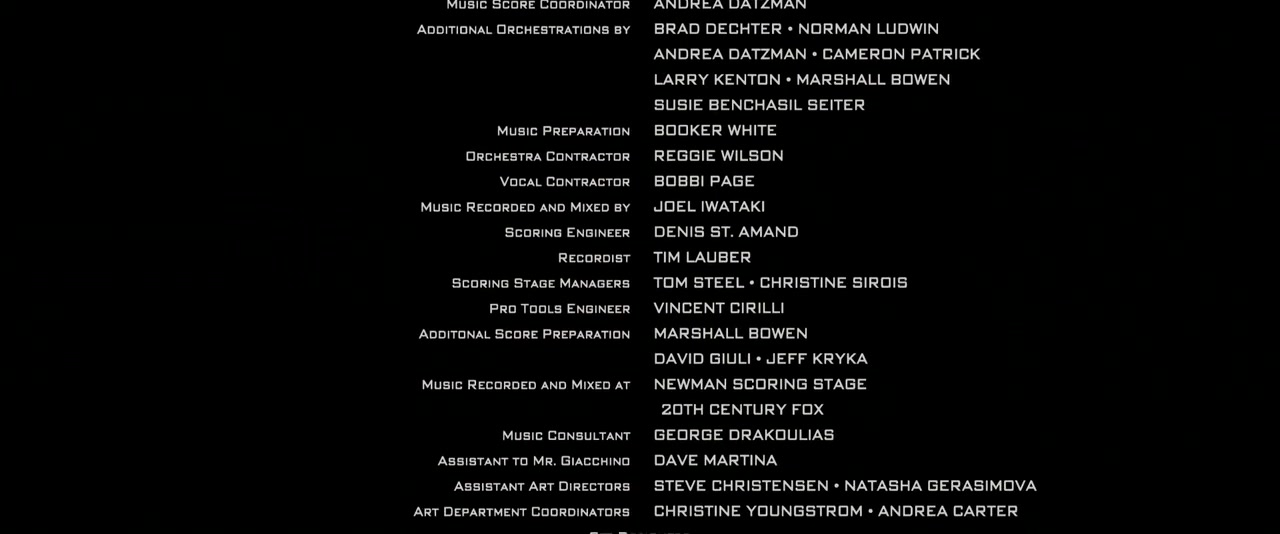 MUSIC SCORE COORDINATOR ANDREA DATZMAN
ADDITIONAL ORCHESTRATIONS BY BRAD DECHTER • NORMAN LUDWIN
ANDREA DATZMAN • CAMERON PATRICK
LARRY KENTON • MARSHALL BOWEN
SUSIE BENCHASIL SEITER
MUSIC PREPARATION BOOKER WHITE
ORCHESTRA CONTRACTOR REGGIE WILSON
VOCAL CONTRACTOR BOBBI PAGE
MUSIC RECORDED AND MIXED BY JOEL IWATAKI
SCORING ENGINEER DENIS ST. AMAND
RECORDIST TIM LAUBER
SCORING STAGE MANAGERS TOM STEEL • CHRISTINE SIROIS
PRO TOOLS ENGINEER VINCENT CIRILLI
ADDITONAL SCORE PREPARATION MARSHALL BOWEN
DAVID GIULI • JEFF KRYKA
MUSIC RECORDED AND MIXED AT NEWMAN SCORING STAGE
20TH CENTURY FOX
MUSIC CONSULTANT GEORGE DRAKOULIAS
ASSISTANT TO MR. GIACCHINO DAVE MARTINA
ASSISTANT ART DIRECTORS STEVE CHRISTENSEN • NATASHA GERASIMOVA
ART DEPARTMENT COORDINATORS CHRISTINE YOUNGSTROM • ANDREA CARTER